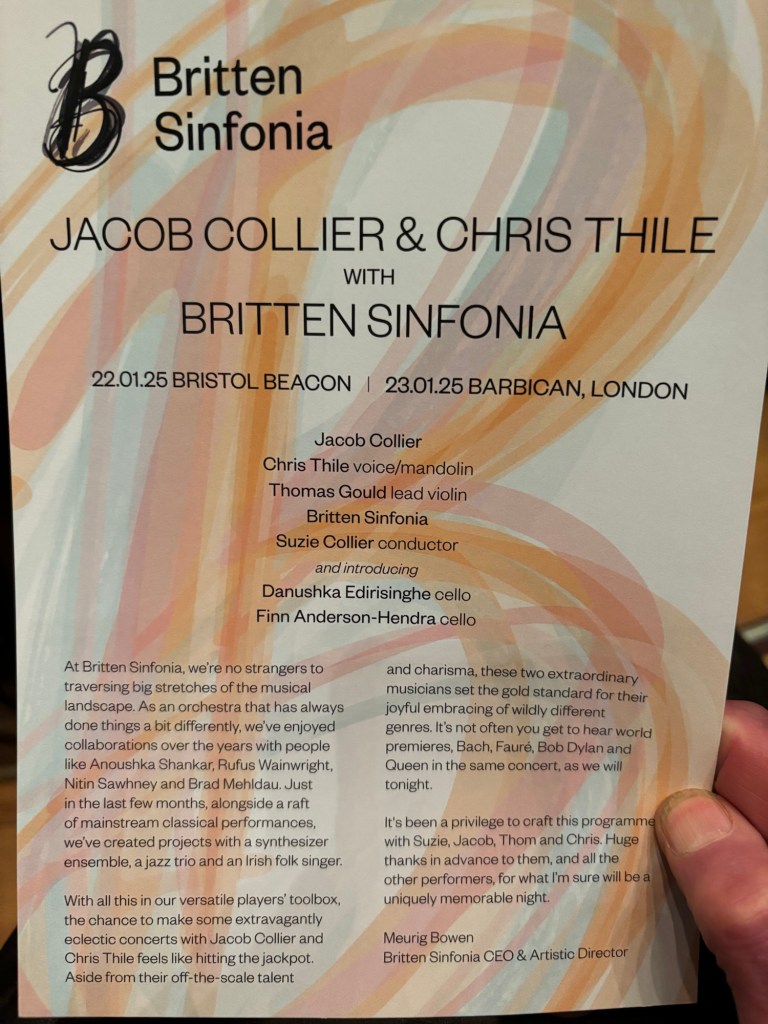 B
Britten
Sinfonia
JACOB COLLIER & CHRIS THILE
WITH
BRITTEN SINFONIA
22.01.25 BRISTOL BEACON | 23.01.25 BARBICAN, LONDON
Jacob Collier
Chris Thile voice/mandolin
Thomas Gould lead violin
Britten Sinfonia
Suzie Collier conductor
and introducing
Danushka Edirisinghe cello
Finn Anderson-Hendra cello
At Britten Sinfonia, we're no strangers to
traversing big stretches of the musical
landscape. As an orchestra that has always
done things a bit differently, we've enjoyed
collaborations over the years with people
like Anoushka Shankar, Rufus Wainwright,
Nitin Sawhney and Brad Mehldau. Just
in the last few months, alongside a raft
of mainstream classical performances,
we've created projects with a synthesizer
ensemble, a jazz trio and an Irish folk singer.
With all this in our versatile players' toolbox,
the chance to make some extravagantly
eclectic concerts with Jacob Collier and
Chris Thile feels like hitting the jackpot.
Aside from their off-the-scale talent
and charisma, these two extraordinary
musicians set the gold standard for their
joyful embracing of wildly different
genres. It's not often you get to hear world
premieres, Bach, Fauré, Bob Dylan and
Queen in the same concert, as we will
tonight.
It's been a privilege to craft this programme
with Suzie, Jacob, Thom and Chris. Huge
thanks in advance to them, and all the
other performers, for what I'm sure will be a
uniquely memorable night.
Meurig Bowen
Britten Sinfonia CEO & Artistic Director